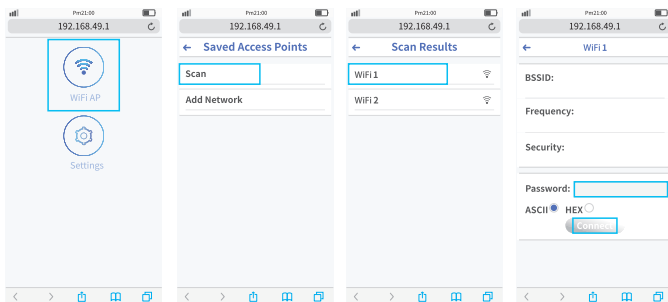 Pm21:00
192.168.49.1
WiFi AP
Settings
Pm21:00
192.168.49.1
Saved Access Points
Scan
Add Network
Pm21:00
192.168.49.1
Scan Results
WiFi 1
WiFi 2
Pm21:00
192.168.49.1
WiFi 1
BSSID:
Frequency:
Security:
Password:
ASCII HEX
Connect